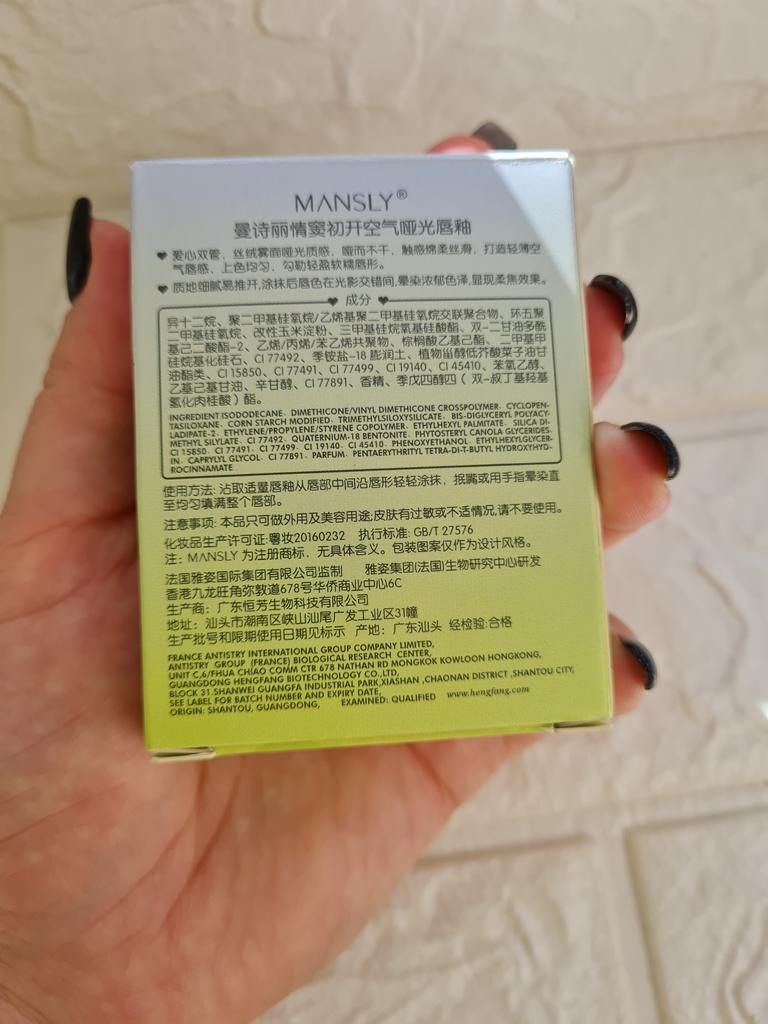 MANSLY®
曼诗丽情窦初开空气哑光唇釉
♥ 爱心双管，丝绒雾面哑光质感，哑而不干，触感绵柔丝滑，打造轻薄空
气唇感，上色均匀，勾勒轻盈软糯唇形。
♥ 质地细腻易推开,涂抹后唇色在光影交错间,晕染浓郁色泽,显现柔焦效果。
♥ 成分 ♥
异十二烷、聚二甲基硅氧烷/乙烯基聚二甲基硅氧烷交联聚合物、环五聚
二甲基硅氧烷、改性玉米淀粉、三甲基硅烷氧基硅酸酯、双-二甘油多酰
基己二酸酯-2、乙烯/丙烯/苯乙烯共聚物、棕榈酸乙基己酯、二甲基甲
硅烷基化硅石、CI 77492、季铵盐-18 膨润土、植物甾醇低芥酸菜子油甘
油酯类、CI 15850、CI 77491、CI 77499、CI 19140、CI 45410、苯氧乙醇、
乙基己基甘油、辛甘醇、CI 77891、香精、季戊四醇四（ 双-叔丁基羟基
氢化肉桂酸）酯。
INGREDIENT ISODODECANE、DIMETHICONE/VINYL DIMETHICONE CROSSPOLYMER、CYCLOPEN-
TASILOXANE、CORN STARCH MODIFIED、TRIMETHYLSILOXYSILICATE、BIS-DIGLYCERYL POLYACY-
LADIPATE-2、ETHYLENE/PROPYLENE/STYRENE COPOLYMER、ETHYLHEXYL PALMITATE、SILICA DI-
METHYL SILYLATE、CI 77492、QUATERNIUM-18 BENTONITE、PHYTOSTERYL CANOLA GLYCERIDES、
CI 15850、CI 77491、CI 77499、CI 19140、CI 45410、PHENOXYETHANOL、ETHYLHEXYLGLYCER-
IN、CAPRYLYL GLYCOL、CI 77891、PARFUM、PENTAERYTHRITYL TETRA-DI-T-BUTYL HYDROXYHYD-
ROCINNAMATE
使用方法: 沾取适量唇釉从唇部中间沿唇形轻轻涂抹，抿嘴或用手指晕染直
至均匀填满整个唇部。
注意事项: 本品只可做外用及美容用途;皮肤有过敏或不适情况,请不要使用。
化妆品生产许可证:粤妆20160232 执行标准: GB/T 27576
注：MANSLY 为注册商标，无具体含义。包装图案仅作为设计风格。
法国雅姿国际集团有限公司监制 雅姿集团(法国)生物研究中心研发
香港九龙旺角弥敦道678号华侨商业中心6C
生产商：广东恒芳生物科技有限公司
地址：汕头市潮南区峡山汕尾广发工业区31幢
生产批号和限期使用日期见标示 产地：广东汕头 经检验:合格
FRANCE ANTISTRY INTERNATIONAL GROUP COMPANY LIMITED,
ANTISTRY GROUP (FRANCE) BIOLOGICAL RESEARCH CENTER,
UNIT C,6/FHUA CHIAO COMM CTR 678 NATHAN RD MONGKOK KOWLOON HONGKONG,
GUANGDONG HENGFANG BIOTECHNOLOGY CO.,LTD
BLOCK 31.SHANWEI GUANGFA INDUSTRIAL PARK,XIASHAN ,CHAONAN DISTRICT ,SHANTOU CITY,
SEE LABEL FOR BATCH NUMBER AND EXPIRY DATE,
ORIGIN: SHANTOU, GUANGDONG, EXAMINED: QUALIFIED www.hengfang.com